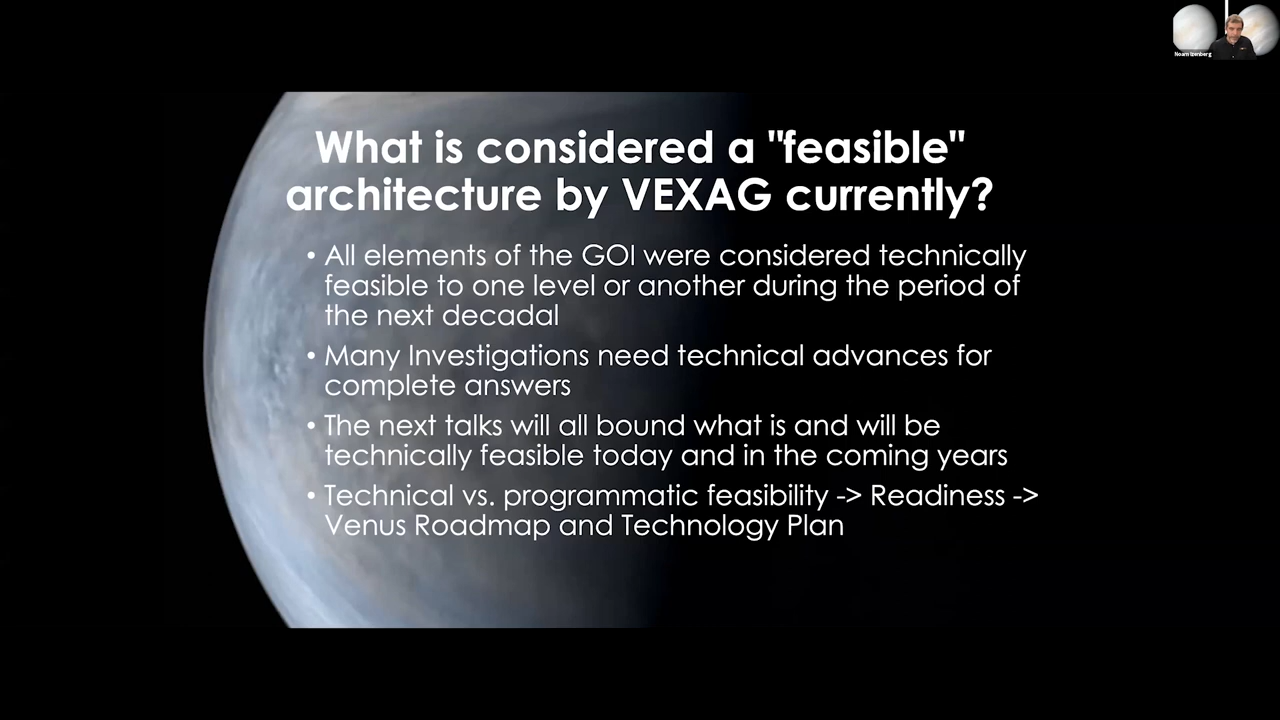 Noam Izenberg
What is considered a "feasible"
architecture by VEXAG currently?
• All elements of the GOI were considered technically
feasible to one level or another during the period of
the next decadal
• Many Investigations need technical advances for
complete answers
• The next talks will all bound what is and will be
technically feasible today and in the coming years
• Technical vs. programmatic feasibility -> Readiness ->
Venus Roadmap and Technology Plan